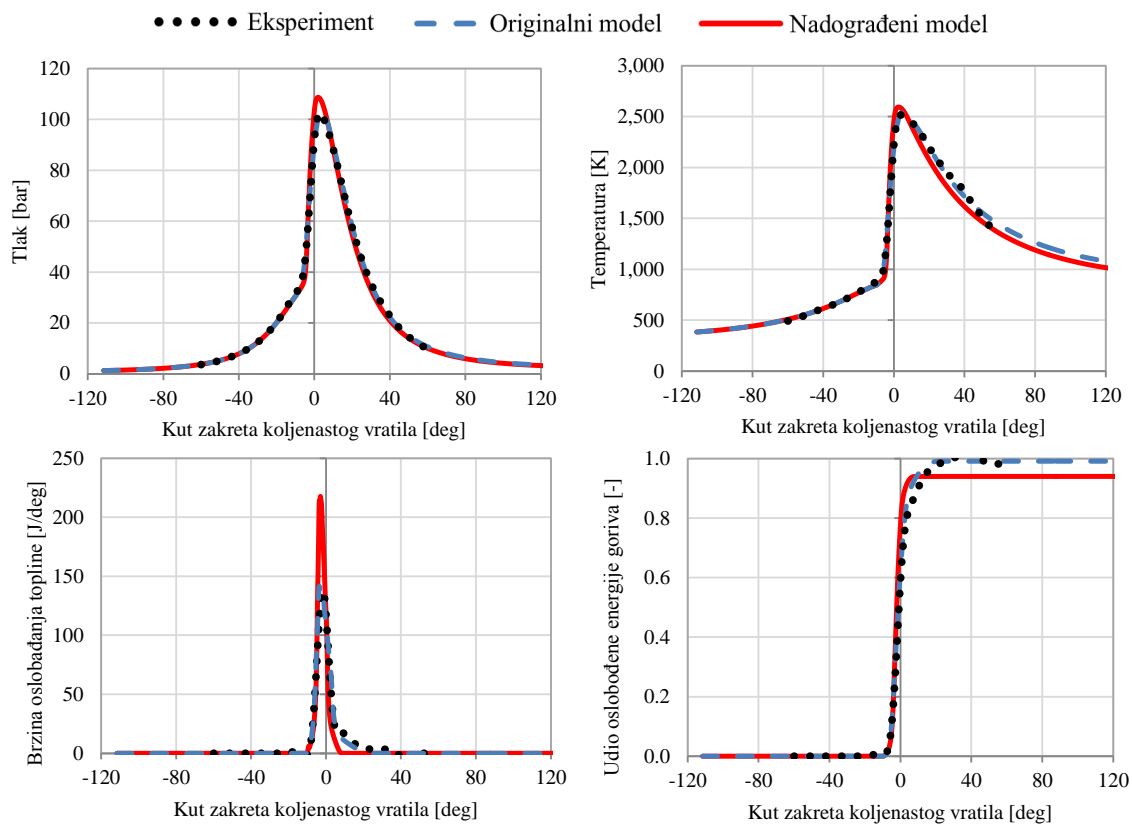 Eksperiment Originalni model Nadograđeni model
Tlak [bar]
120
100
80
60
40
20
0
-120 -80 -40 0 40 80 120
Kut zakreta koljenastog vratila [deg]
Temperatura [K]
3,000
2,500
2,000
1,500
1,000
500
0
-120 -80 -40 0 40 80 120
Kut zakreta koljenastog vratila [deg]
Brzina oslobađanja topline [J/deg]
250
200
150
100
50
0
-120 -80 -40 0 40 80 120
Kut zakreta koljenastog vratila [deg]
Udio oslobođene energije goriva [-]
1.0
0.8
0.6
0.4
0.2
0.0
-120 -80 -40 0 40 80 120
Kut zakreta koljenastog vratila [deg]